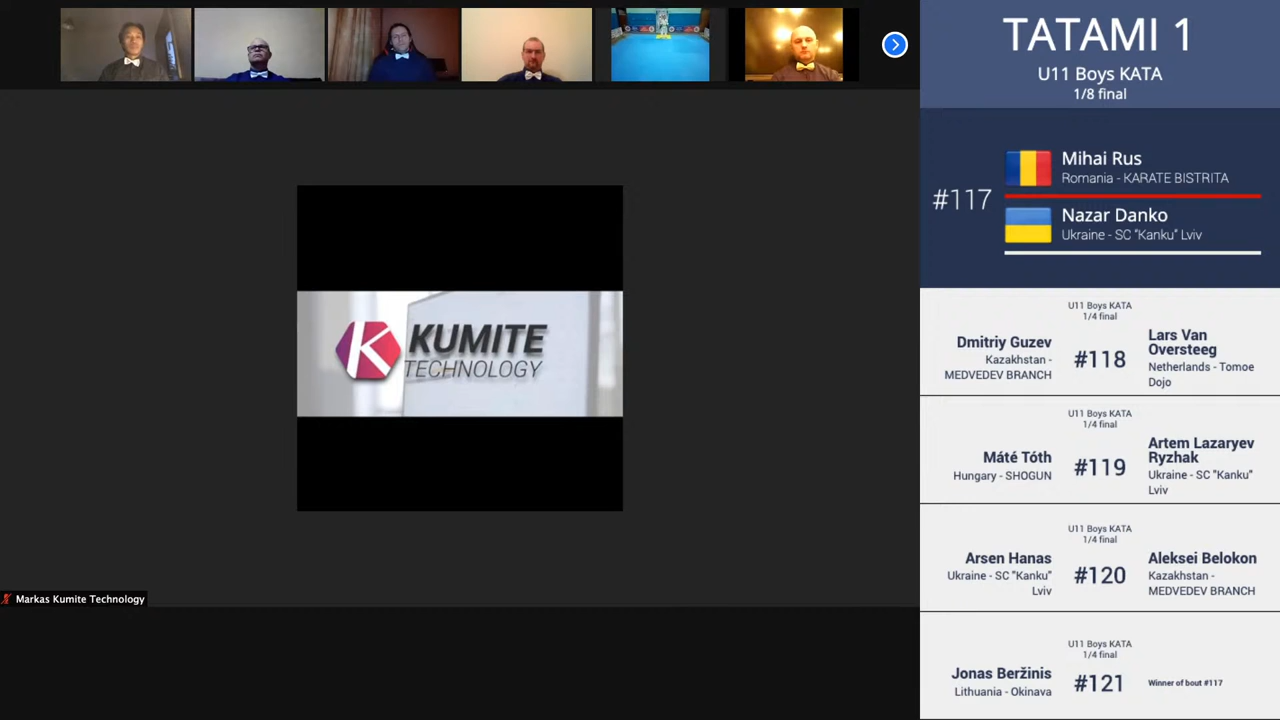 TATAMI 1
U11 Boys KATA
1/8 final
#117
Mihai Rus
Romania - KARATE BISTRITA
Nazar Danko
Ukraine - SC "Kanku" Lviv
KUMITE
TECHNOLOGY
Markas Kumite Technology
U11 Boys KATA
1/4 final
Dmitriy Guzev
Kazakhstan -
MEDVEDEV BRANCH
#118
Lars Van
Oversteeg
Netherlands - Tomoe
Dojo
U11 Boys KATA
1/4 final
Máté Tóth
Hungary - SHOGUN
#119
Artem Lazaryev
Ryzhak
Ukraine - SC "Kanku"
Lviv
U11 Boys KATA
1/4 final
Arsen Hanas
Ukraine - SC "Kanku"
Lviv
#120
Aleksei Belokon
Kazakhstan -
MEDVEDEV BRANCH
U11 Boys KATA
1/4 final
Jonas Beržinis
Lithuania - Okinava
#121
Winner of bout #117